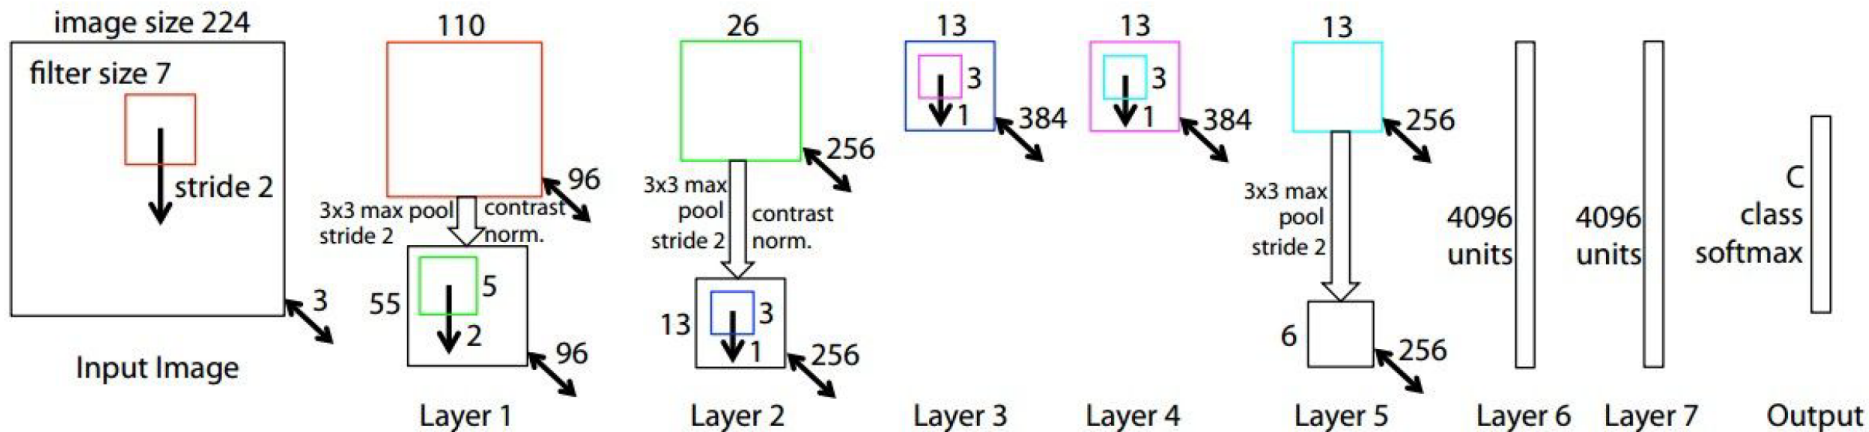 image size 224
filter size 7
stride 2
3
Input Image
110
96
3x3 max pool
stride 2
contrast
norm.
55
5
2
96
Layer 1
26
256
3x3 max
pool
stride 2
contrast
norm.
13
3
1
256
Layer 2
13
3
1
384
Layer 3
13
3
1
384
Layer 4
13
256
3x3 max
pool
stride 2
6
256
Layer 5
4096
units
Layer 6
4096
units
Layer 7
C
class
softmax
Output